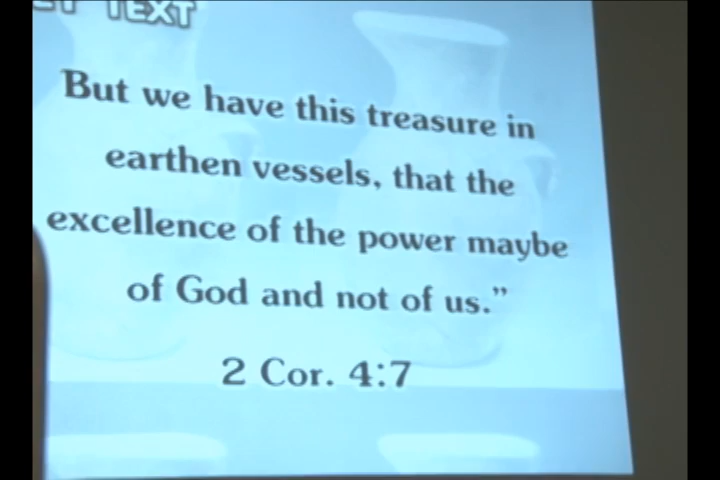 TEXT
But we have this treasure in
earthen vessels, that the
excellence of the power maybe
of God and not of us.”
2 Cor. 4:7